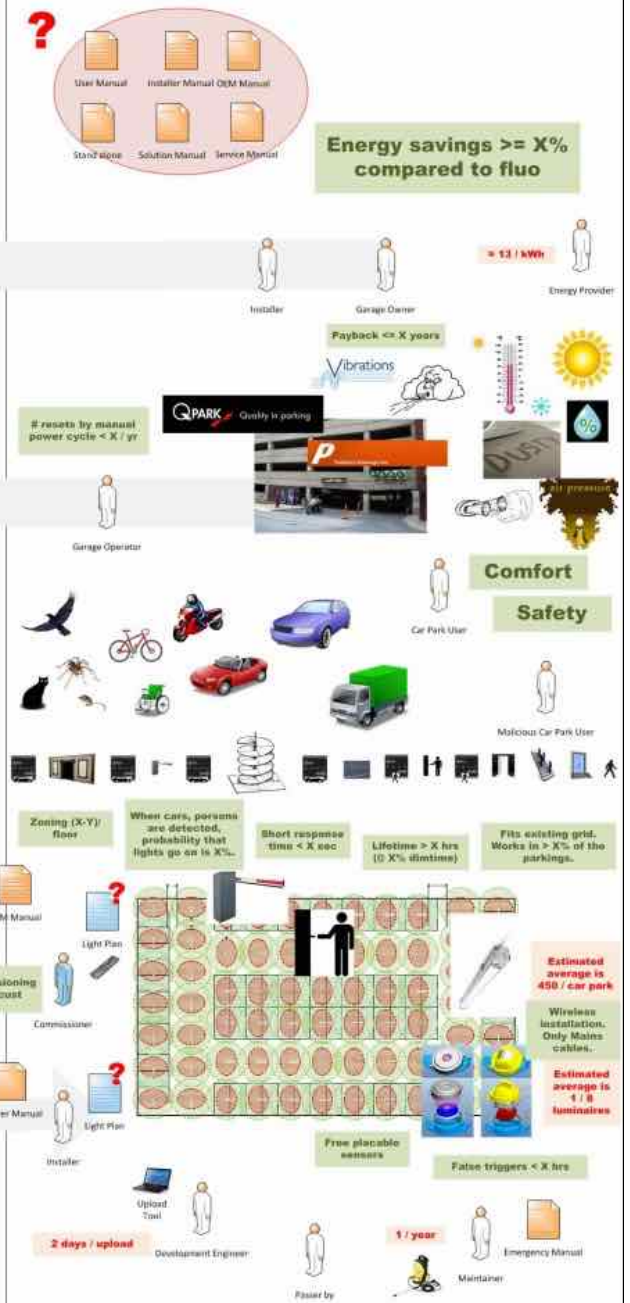 ?
User Manual
Installer Manual
OEM Manual
Stand alone
Solution Manual
Service Manual
Energy savings >= X%
compared to fluo
Installer
Garage Owner
Energy Provider
Payback <= X years
Vibrations
%
# resets by manual
power cycle < X / yr
QPARK
Quality in parking
P
Dust
air pressure
Garage Operator
Car Park User
Comfort
Safety
Malicious Car Park User
Zoning (X-Y)/
floor
When cars, persons
are detected,
probability that
lights go on is X%.
Short response
time < X sec
Lifetime > X hrs
Fits existing grid.
Works in > X% of the
parkings.
M Manual
?
Light Plan
sioning
cust
Commissioner
Estimated
average is
450 / car park
Wireless
installation.
Only Mains
cables.
Estimated
average is
1 / 8
luminaires
er Manual
?
Light Plan
Installer
Free placable
sensors
False triggers < X hrs
Upload
Tool
2 days / upload
Development Engineer
Passer by
1 / year
Maintainer
Emergency Manual